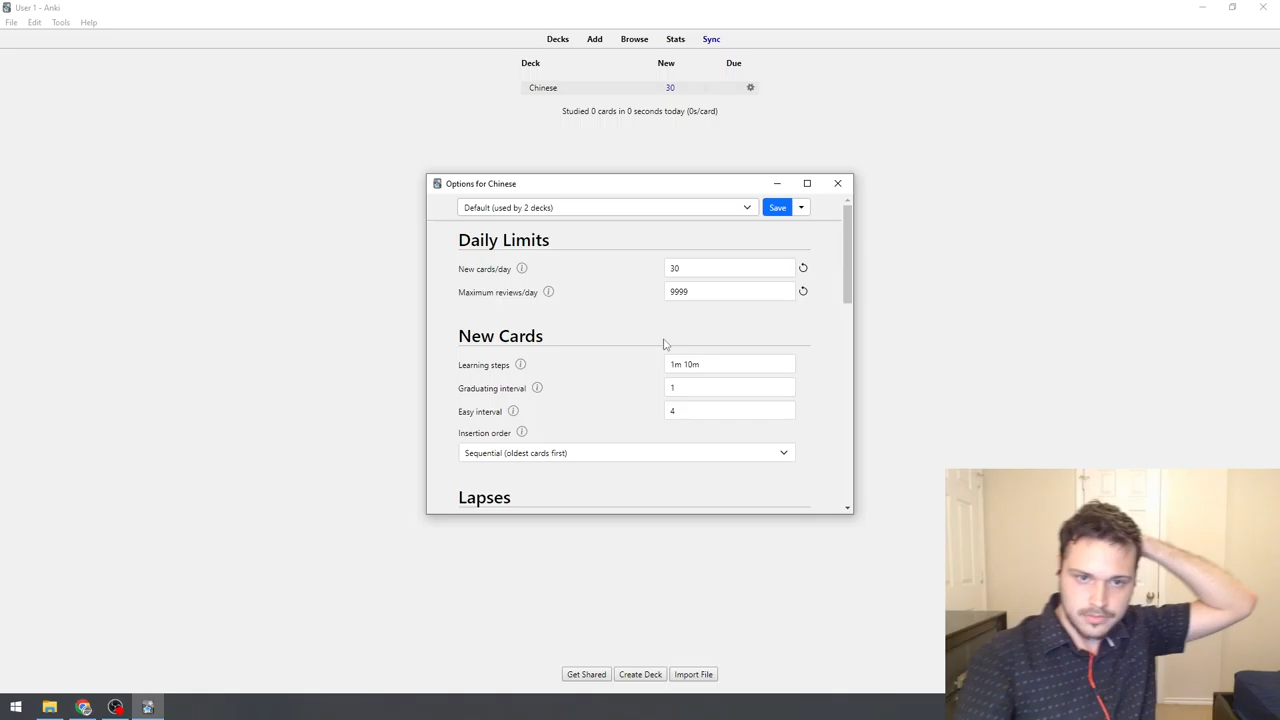 User 1 - Anki
File Edit Tools Help
Decks Add Browse Stats Sync
Deck New Due
Chinese 30
Studied 0 cards in 0 seconds today (0s/card)
Options for Chinese
Default (used by 2 decks) Save
Daily Limits
New cards/day 30
Maximum reviews/day 9999
New Cards
Learning steps 1m 10m
Graduating interval 1
Easy interval 4
Insertion order
Sequential (oldest cards first)
Lapses
Get Shared Create Deck Import File